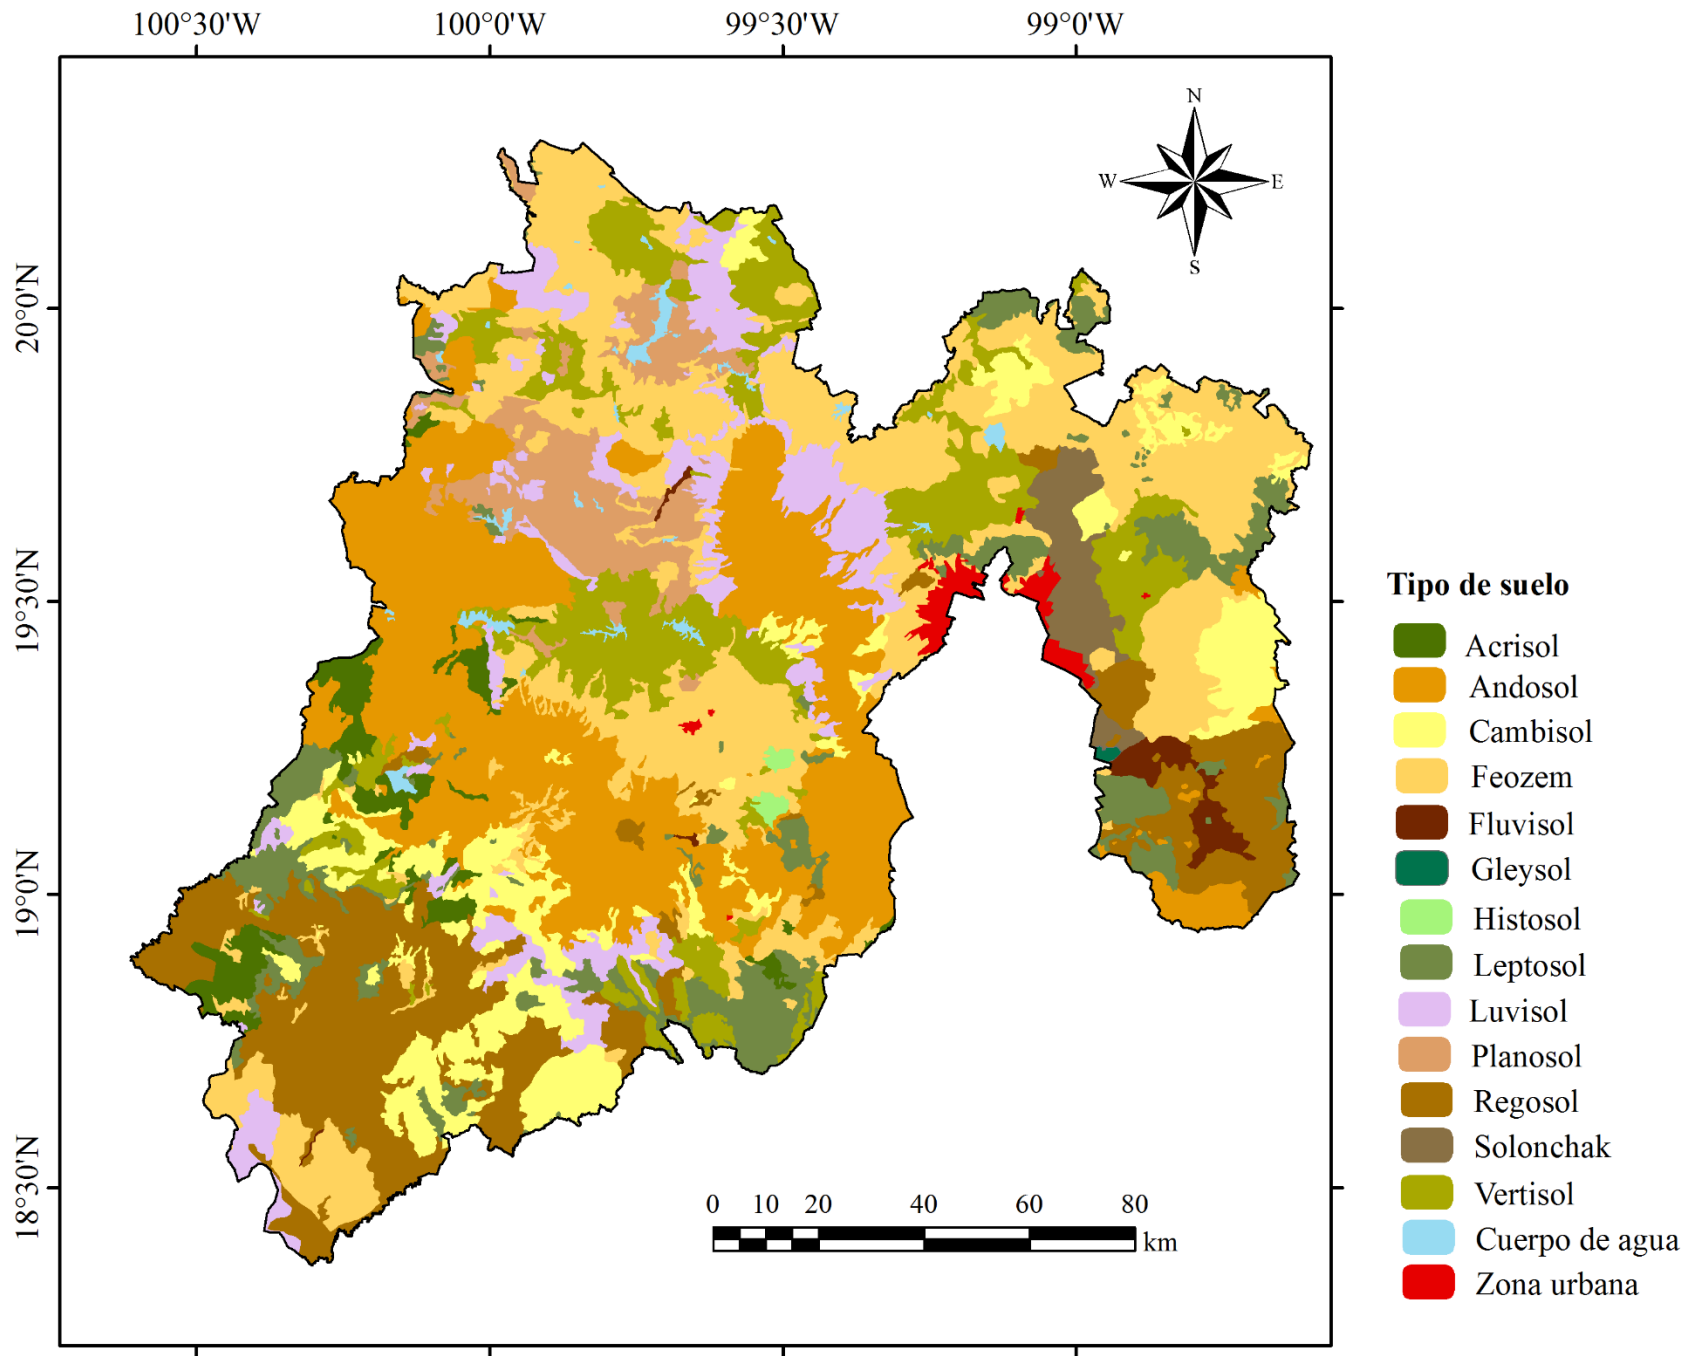 100°30'W 100°0'W 99°30'W 99°0'W
N
W E
S
20°0'N
19°30'N
19°0'N
18°30'N
Tipo de suelo
Acrisol
Andosol
Cambisol
Feozem
Fluvisol
Gleysol
Histosol
Leptosol
Luvisol
Planosol
Regosol
Solonchak
Vertisol
Cuerpo de agua
Zona urbana
0 10 20 40 60 80
km